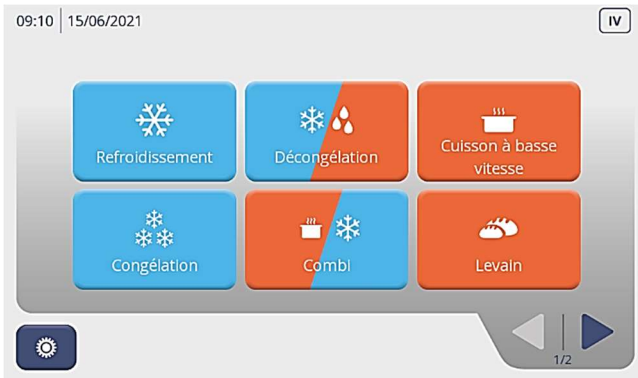 09:10 15/06/2021
IV
Refroidissement
Décongélation
Cuisson à basse
vitesse
Congélation
Combi
Levain
1/2